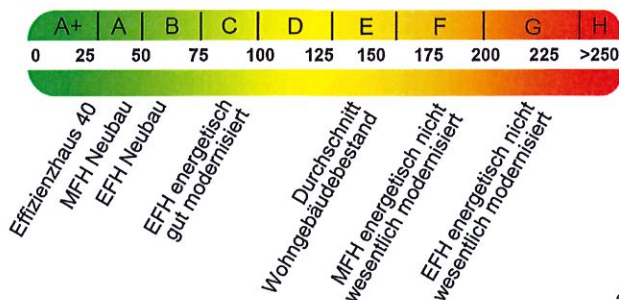 A+ A B C D E F G H
0 25 50 75 100 125 150 175 200 225 >250
Effizienzhaus 40
MFH Neubau
EFH Neubau
EFH energetisch
gut modernisiert
Durchschnitt
Wohngebäudebestand
MFH energetisch nicht
wesentlich modernisiert
EFH energetisch nicht
wesentlich modernisiert